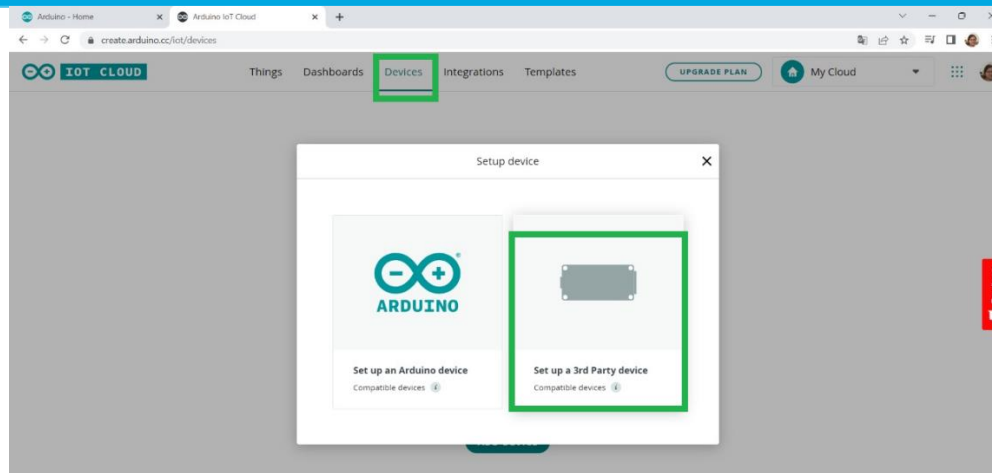 Arduino - Home
Arduino IoT Cloud
create.arduino.cc/iot/devices
IOT CLOUD
Things Dashboards Devices Integrations Templates
UPGRADE PLAN
My Cloud
Setup device
ARDUINO
Set up an Arduino device
Compatible devices
Set up a 3rd Party device
Compatible devices